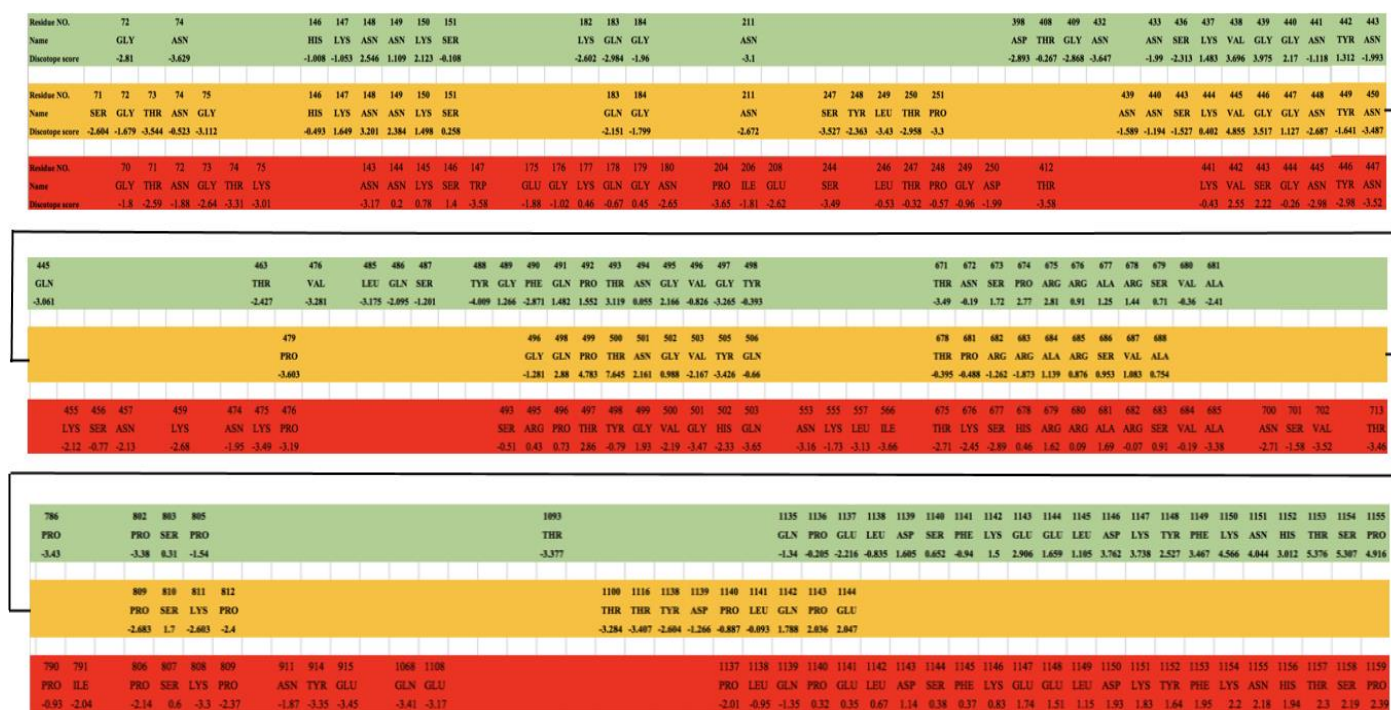 Residue NO. 72 74 146 147 148 149 150 151 182 183 184 211 398 408 409 432 433 436 437 438 439 440 441 442 443
Name GLY ASN HIS LYS ASN ASN LYS SER LYS GLN GLY ASN ASP THR GLY ASN ASN SER LYS VAL GLY GLY ASN TYR ASN
Discotope score -2.81 -3.629 -1.008 -1.053 2.546 1.109 2.123 -0.108 -2.602 -2.984 -1.96 -3.1 -2.893 -0.267 -2.868 -3.647 -1.99 -2.313 1.483 3.696 3.975 2.17 -1.118 1.312 -1.993
Residue NO. 71 72 73 74 75 146 147 148 149 150 151 183 184 211 247 248 249 250 251 439 440 443 444 445 446 447 448 449 450
Name SER GLY THR ASN GLY HIS LYS ASN ASN LYS SER GLN GLY ASN SER TYR LEU THR PRO ASN ASN SER LYS VAL GLY GLY ASN TYR ASN
Discotope score -2.604 -1.679 -3.544 -0.523 -3.112 -0.493 1.649 3.201 2.384 1.498 0.258 -2.151 -1.799 -2.672 -3.527 -2.363 -3.43 -2.958 -3.3 -1.589 -1.194 -1.527 0.402 4.855 3.517 1.127 -2.687 -1.641 -3.487
Residue NO. 70 71 72 73 74 75 143 144 145 146 147 175 176 177 178 179 180 204 206 208 244 246 247 248 249 250 412 441 442 443 444 445 446 447
Name GLY THR ASN GLY THR LYS ASN ASN LYS SER TRP GLU GLY LYS GLN GLY ASN PRO ILE GLU SER LEU THR PRO GLY ASP THR LYS VAL SER GLY ASN TYR ASN
Discotope score -1.8 -2.59 -1.88 -2.64 -3.31 -3.01 -3.17 0.2 0.78 1.4 -3.58 -1.88 -1.02 0.46 -0.67 0.45 -2.65 -3.65 -1.81 -2.62 -3.49 -0.53 -0.32 -0.57 -0.96 -1.99 -3.58 -0.43 2.55 2.22 -0.26 -2.98 -2.98 -3.52
445 463 476 485 486 487 488 489 490 491 492 493 494 495 496 497 498 671 672 673 674 675 676 677 678 679 680 681
GLN THR VAL LEU GLN SER TYR GLY PHE GLN PRO THR ASN GLY VAL GLY TYR THR ASN SER PRO ARG ARG ALA ARG SER VAL ALA
-3.061 -2.427 -3.281 -3.175 -2.095 -1.201 -4.009 1.266 -2.871 1.482 1.552 3.119 0.055 2.166 -0.826 -3.265 -0.393 -3.49 -0.19 1.72 2.77 2.81 0.91 1.25 1.44 0.71 -0.36 -2.41
479 496 498 499 500 501 502 503 505 506 678 681 682 683 684 685 686 687 688
PRO GLY GLN PRO THR ASN GLY VAL TYR GLN THR PRO ARG ARG ALA ARG SER VAL ALA
-3.603 -1.281 2.88 4.783 7.645 2.161 0.988 -2.167 -3.426 -0.66 -0.395 -0.488 -1.262 -1.873 1.139 0.876 0.953 1.083 0.754
455 456 457 459 474 475 476 493 495 496 497 498 499 500 501 502 503 553 555 557 566 675 676 677 678 679 680 681 682 683 684 685 700 701 702 713
LYS SER ASN LEU ASN LYS PRO SER ARG PRO THR TYR GLY VAL GLY HIS GLN ASN LYS LEU ILE THR LYS SER HIS ARG ARG ALA ARG SER VAL ALA ASN SER VAL THR
-2.12 -0.77 -2.13 -2.68 -1.95 -3.49 -3.19 -0.51 0.43 0.73 2.86 -0.79 1.93 -2.19 -3.47 -2.33 -3.65 -3.16 -1.73 -3.13 -3.66 -2.71 -2.45 -2.89 0.46 1.62 0.09 1.69 -0.07 0.91 -0.19 -3.38 -2.71 -1.58 -3.52 -3.46
786 802 803 805 1093 1135 1136 1137 1138 1139 1140 1141 1142 1143 1144 1145 1146 1147 1148 1149 1150 1151 1152 1153 1154 1155
PRO PRO SER PRO THR GLN PRO GLU LEU ASP SER PHE LYS GLU GLU LEU ASP LYS TYR PHE LYS ASN HIS THR SER PRO
-3.43 -3.38 0.31 -1.54 -3.377 -1.34 -0.205 -2.216 -0.835 1.605 0.652 -0.94 1.5 2.906 1.659 1.105 3.762 3.738 2.527 3.467 4.566 4.044 3.012 5.376 5.307 4.916
809 810 811 812 1100 1116 1138 1139 1140 1141 1142 1143 1144
PRO SER LYS PRO THR THR TYR ASP PRO LEU GLN PRO GLU
-2.683 1.7 -2.603 -2.4 -3.284 -3.407 -2.604 -1.266 -0.887 -0.093 1.788 2.036 2.047
790 791 806 807 808 809 911 914 915 1068 1108 1137 1138 1139 1140 1141 1142 1143 1144 1145 1146 1147 1148 1149 1150 1151 1152 1153 1154 1155 1156 1157 1158 1159
PRO ILE PRO SER LYS PRO ASN TYR GLU GLN GLU PRO LEU GLN PRO GLU LEU ASP SER PHE LYS GLU GLU LEU ASP LYS TYR PHE LYS ASN HIS THR SER PRO
-0.93 -2.04 -2.14 0.6 -3.3 -2.37 -1.87 -3.35 -3.45 -3.41 -3.17 -2.01 -0.95 -1.35 0.32 0.35 0.67 1.14 0.38 0.37 0.83 1.74 1.51 1.15 1.93 1.83 1.64 1.95 2.2 2.18 1.94 2.3 2.19 2.39